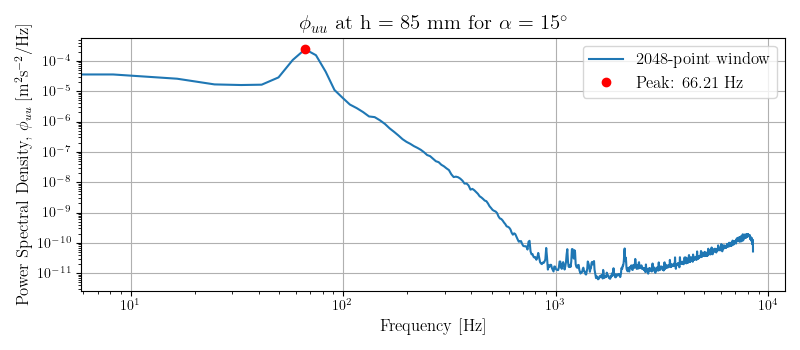 ϕᵤᵤ at h = 85 mm for α = 15°
Power Spectral Density, ϕᵤᵤ [m²s⁻²/Hz]
10⁻⁴
10⁻⁵
10⁻⁶
10⁻⁷
10⁻⁸
10⁻⁹
10⁻¹⁰
10⁻¹¹
2048-point window
Peak: 66.21 Hz
10¹ 10² 10³ 10⁴
Frequency [Hz]